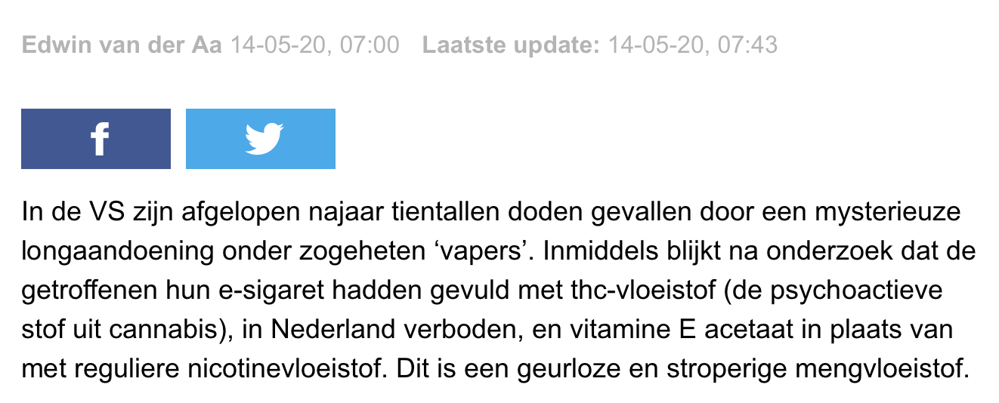 Edwin van der Aa 14-05-20, 07:00 Laatste update: 14-05-20, 07:43
f
In de VS zijn afgelopen najaar tientallen doden gevallen door een mysterieuze
longaandoening onder zogeheten ‘vapers’. Inmiddels blijkt na onderzoek dat de
getroffenen hun e-sigaret hadden gevuld met thc-vloeistof (de psychoactieve
stof uit cannabis), in Nederland verboden, en vitamine E acetaat in plaats van
met reguliere nicotinevloeistof. Dit is een geurloze en stroperige mengvloeistof.